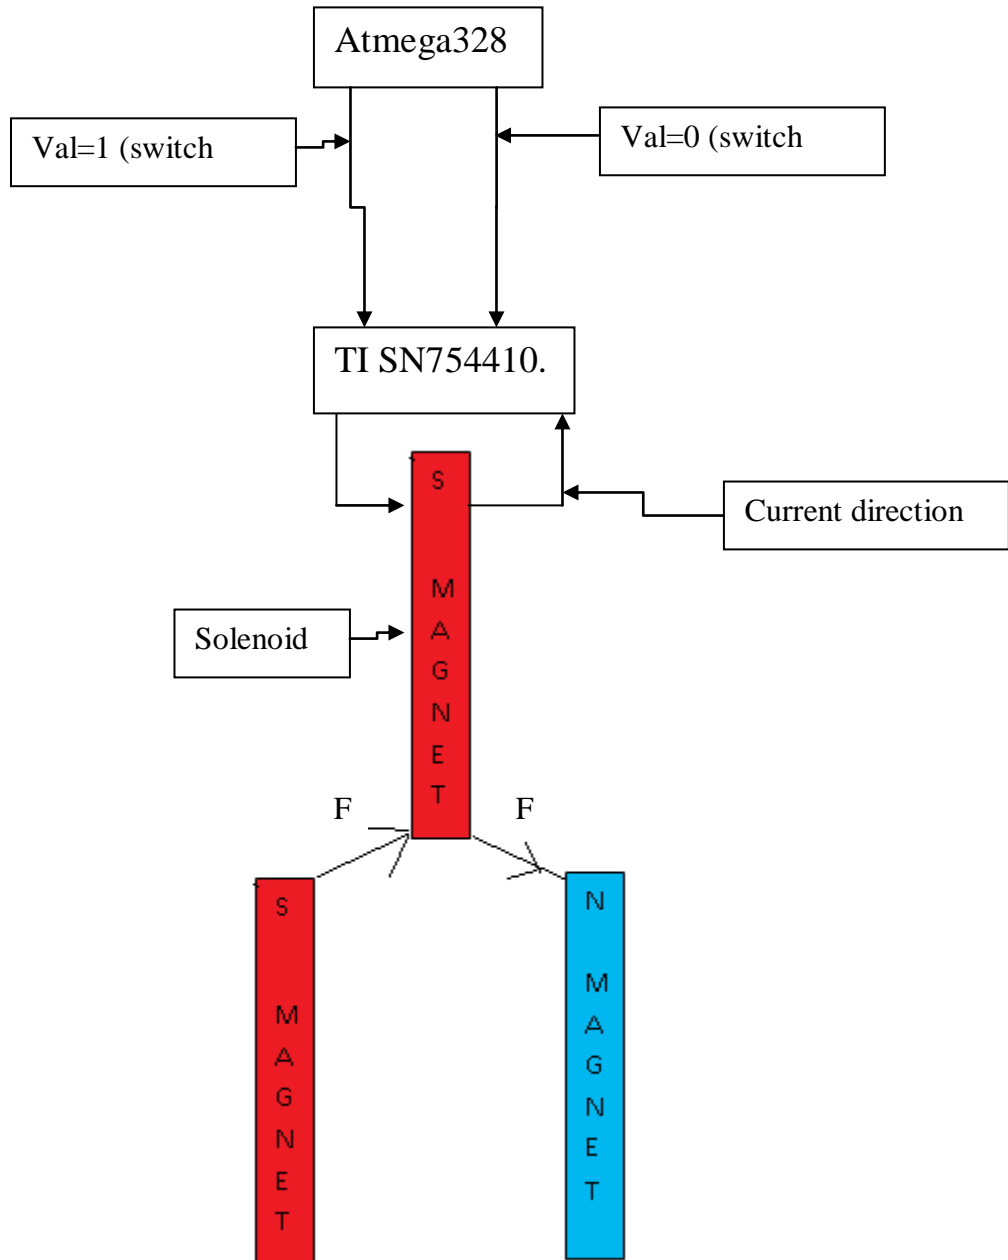 Atmega328
Val=1 (switch
Val=0 (switch
TI SN754410.
S MAGNET
Current direction
Solenoid
F
F
S MAGNET
N MAGNET